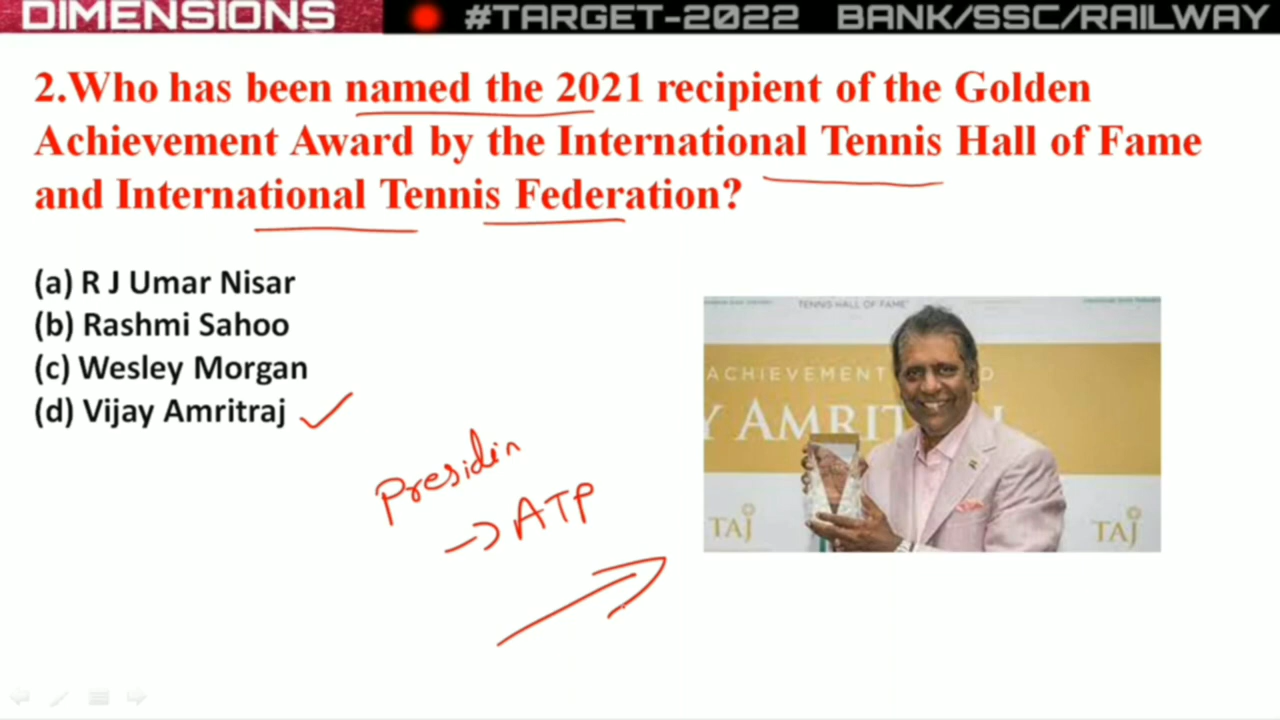 DIMENSIONS
#TARGET-2022 BANK/SSC/RAILWAY
2.Who has been named the 2021 recipient of the Golden
Achievement Award by the International Tennis Hall of Fame
and International Tennis Federation?
(a) R J Umar Nisar
(b) Rashmi Sahoo
(c) Wesley Morgan
(d) Vijay Amritraj
Presidin
→ ATP
TENNIS HALL OF FAME
ACHIEVEMENT D
Y AMRIT
TAJ TAJ